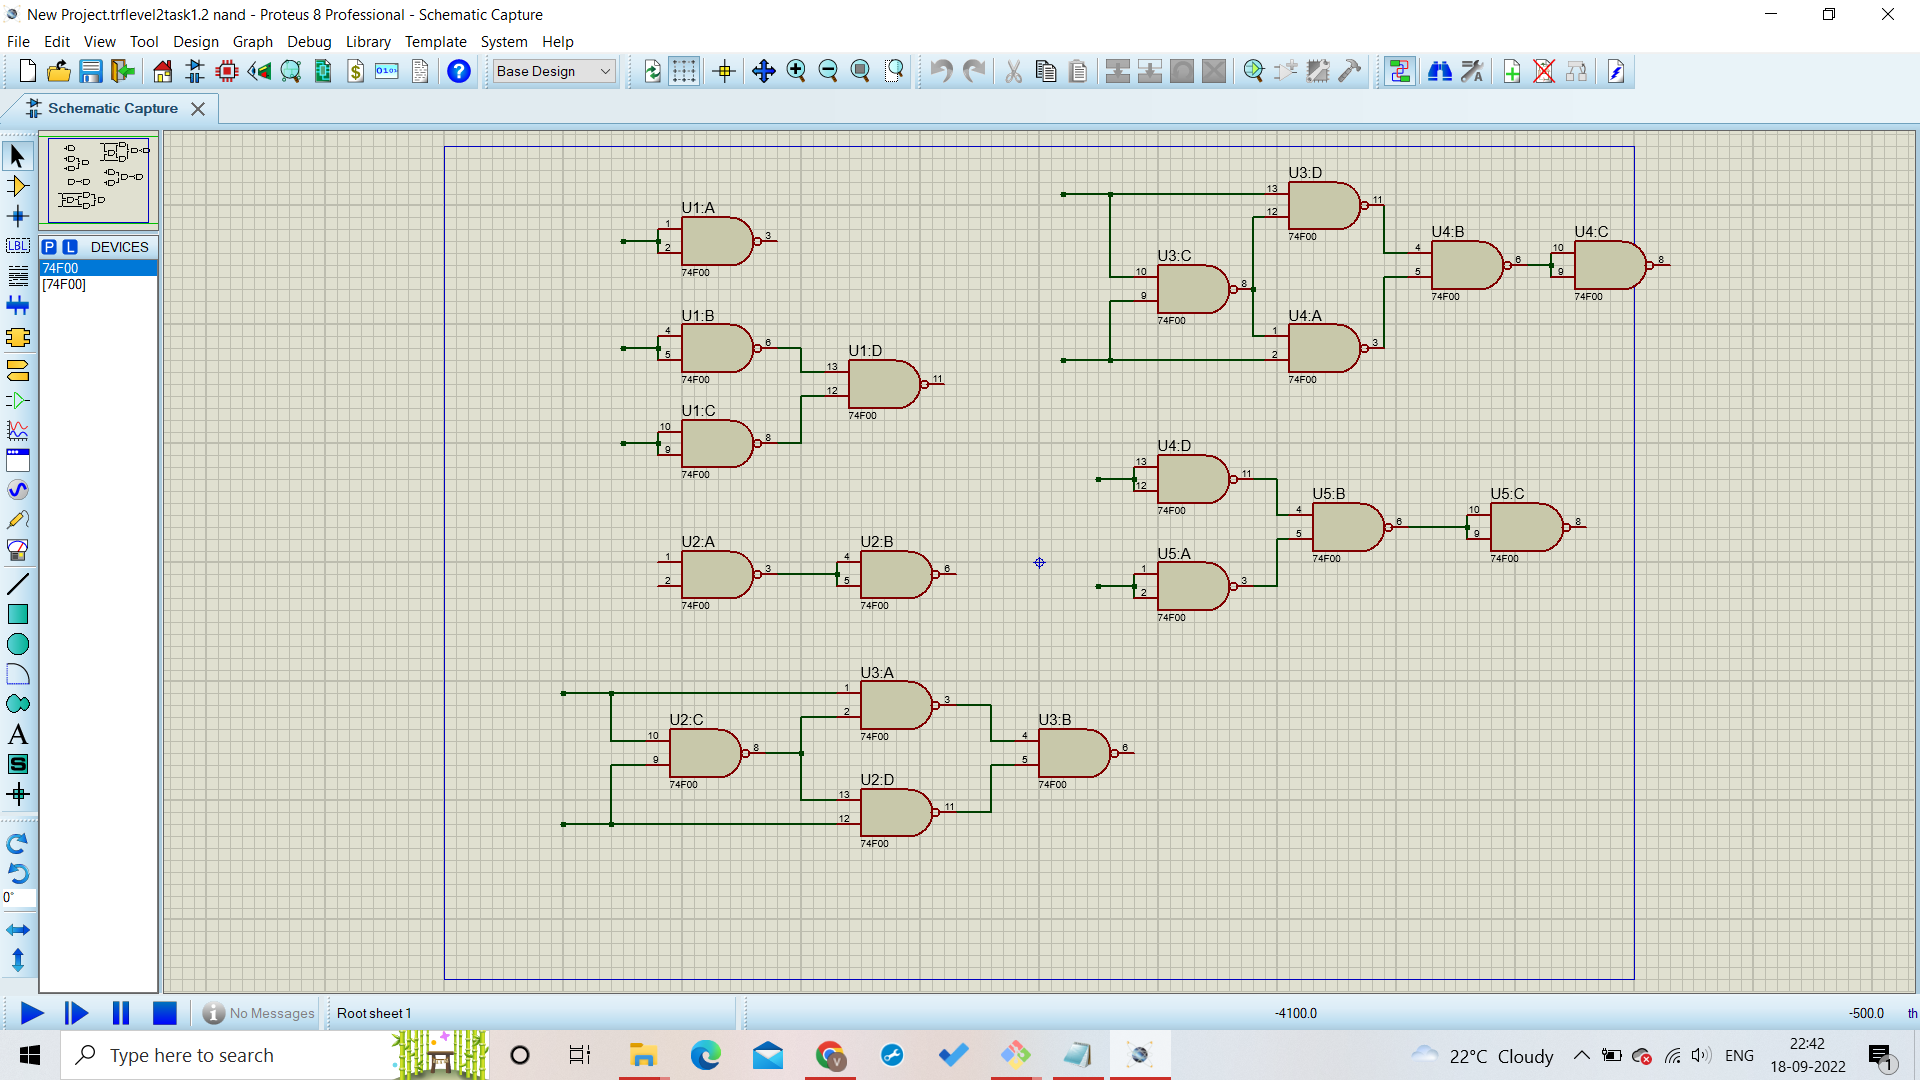 New Project.trflevel2task1.2 nand - Proteus 8 Professional - Schematic Capture
File Edit View Tool Design Graph Debug Library Template System Help
Base Design
Schematic Capture
P L DEVICES
74F00
[74F00]
LBL
A
S
0°
U1:A
1
2
3
74F00
U1:B
4
5
6
74F00
U1:C
10
9
8
74F00
U1:D
13
12
11
74F00
U2:A
1
2
3
74F00
U2:B
4
5
6
74F00
U2:C
10
9
8
74F00
U3:A
1
2
3
74F00
U2:D
13
12
11
74F00
U3:B
4
5
6
74F00
U3:D
13
12
11
74F00
U3:C
10
9
8
74F00
U4:A
1
2
3
74F00
U4:B
4
5
6
74F00
U4:C
10
9
8
74F00
U4:D
13
12
11
74F00
U5:A
1
2
3
74F00
U5:B
4
5
6
74F00
U5:C
10
9
8
74F00
No Messages
Root sheet 1
-4100.0
-500.0
th
Type here to search
22°C Cloudy
ENG
22:42
18-09-2022
1